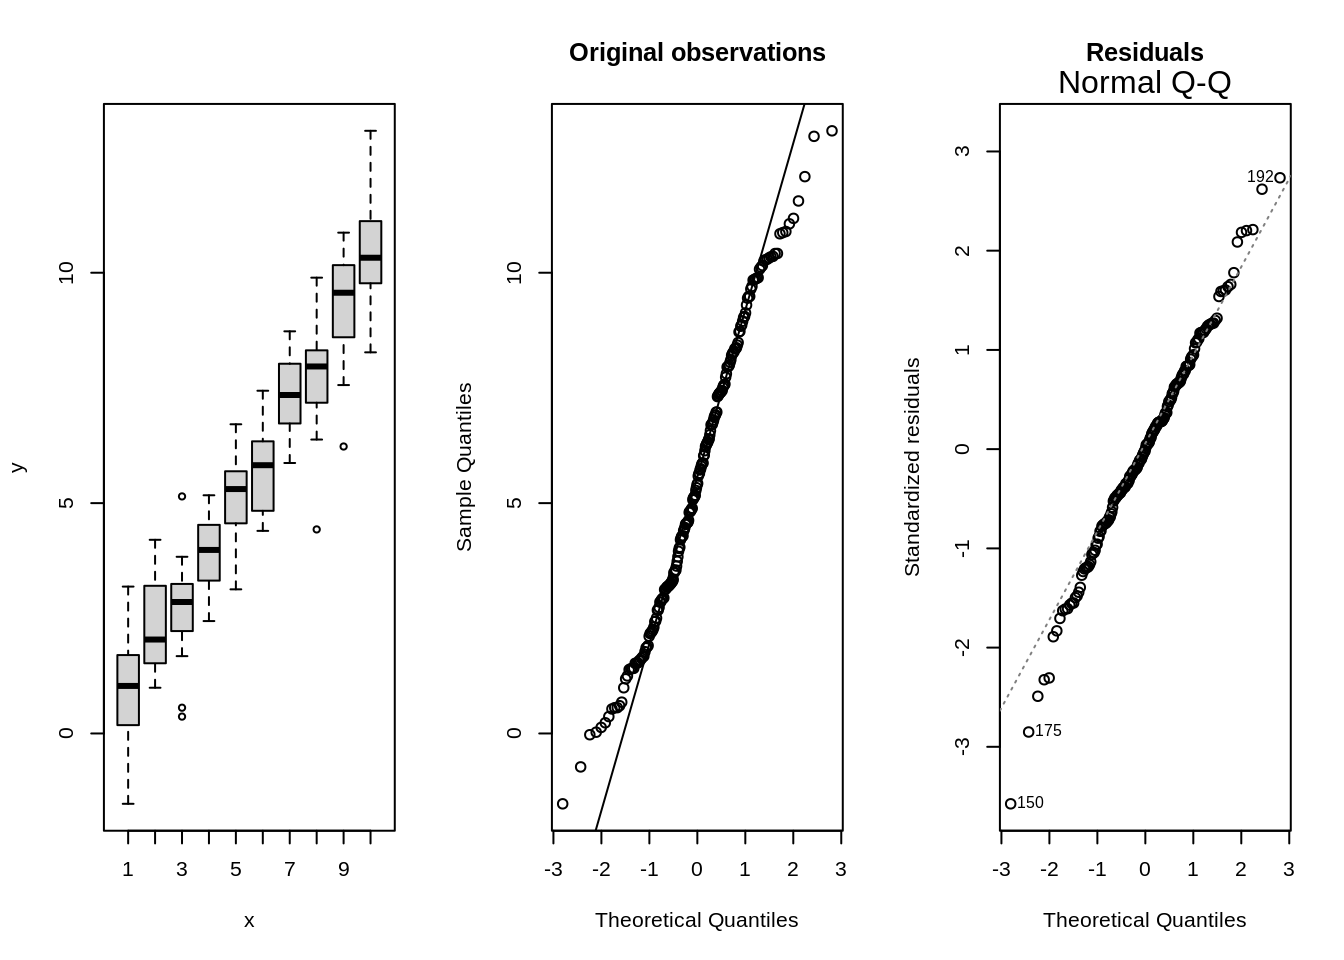 y
10
5
0
1 3 5 7 9
x
Original observations
Sample Quantiles
10
5
0
-3 -2 -1 0 1 2 3
Theoretical Quantiles
Residuals
Normal Q-Q
Standardized residuals
3
2
1
0
-1
-2
-3
192
175
150
-3 -2 -1 0 1 2 3
Theoretical Quantiles